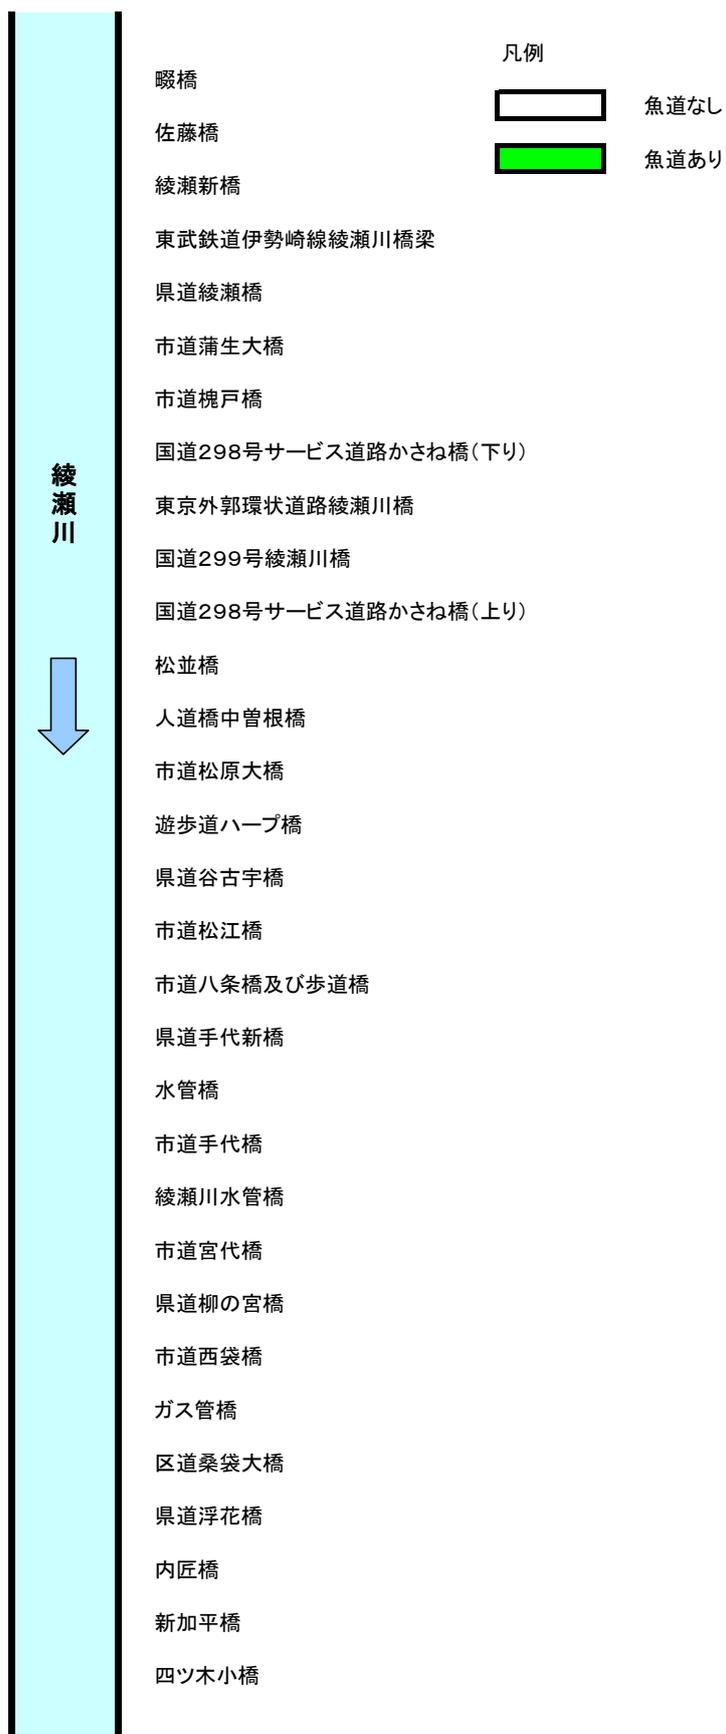 凡例
魚道なし
魚道あり
綾瀬川
畷橋
佐藤橋
綾瀬新橋
東武鉄道伊勢崎線綾瀬川橋梁
県道綾瀬橋
市道蒲生大橋
市道槐戸橋
国道298号サービス道路かさね橋(下り)
東京外郭環状道路綾瀬川橋
国道299号綾瀬川橋
国道298号サービス道路かさね橋(上り)
松並橋
人道橋中曽根橋
市道松原大橋
遊歩道ハープ橋
県道谷古宇橋
市道松江橋
市道八条橋及び歩道橋
県道手代新橋
水管橋
市道手代橋
綾瀬川水管橋
市道宮代橋
県道柳の宮橋
市道西袋橋
ガス管橋
区道桑袋大橋
県道浮花橋
内匠橋
新加平橋
四ツ木小橋